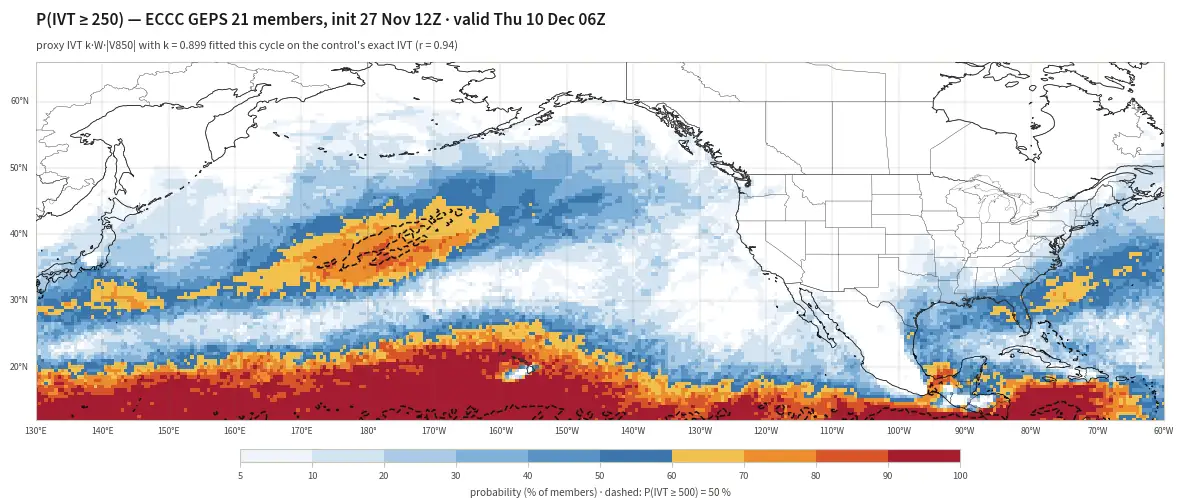 P(IVT ≥ 250) — ECCC GEPS 21 members, init 27 Nov 12Z · valid Thu 10 Dec 06Z
proxy IVT k·W·|V850| with k = 0.899 fitted this cycle on the control's exact IVT (r = 0.94)
60°N
50°N
40°N
30°N
20°N
130°E 140°E 150°E 160°E 170°E 180° 170°W 160°W 150°W 140°W 130°W 120°W 110°W 100°W 90°W 80°W 70°W 60°W
5 10 20 30 40 50 60 70 80 90 100
probability (% of members) · dashed: P(IVT ≥ 500) = 50 %